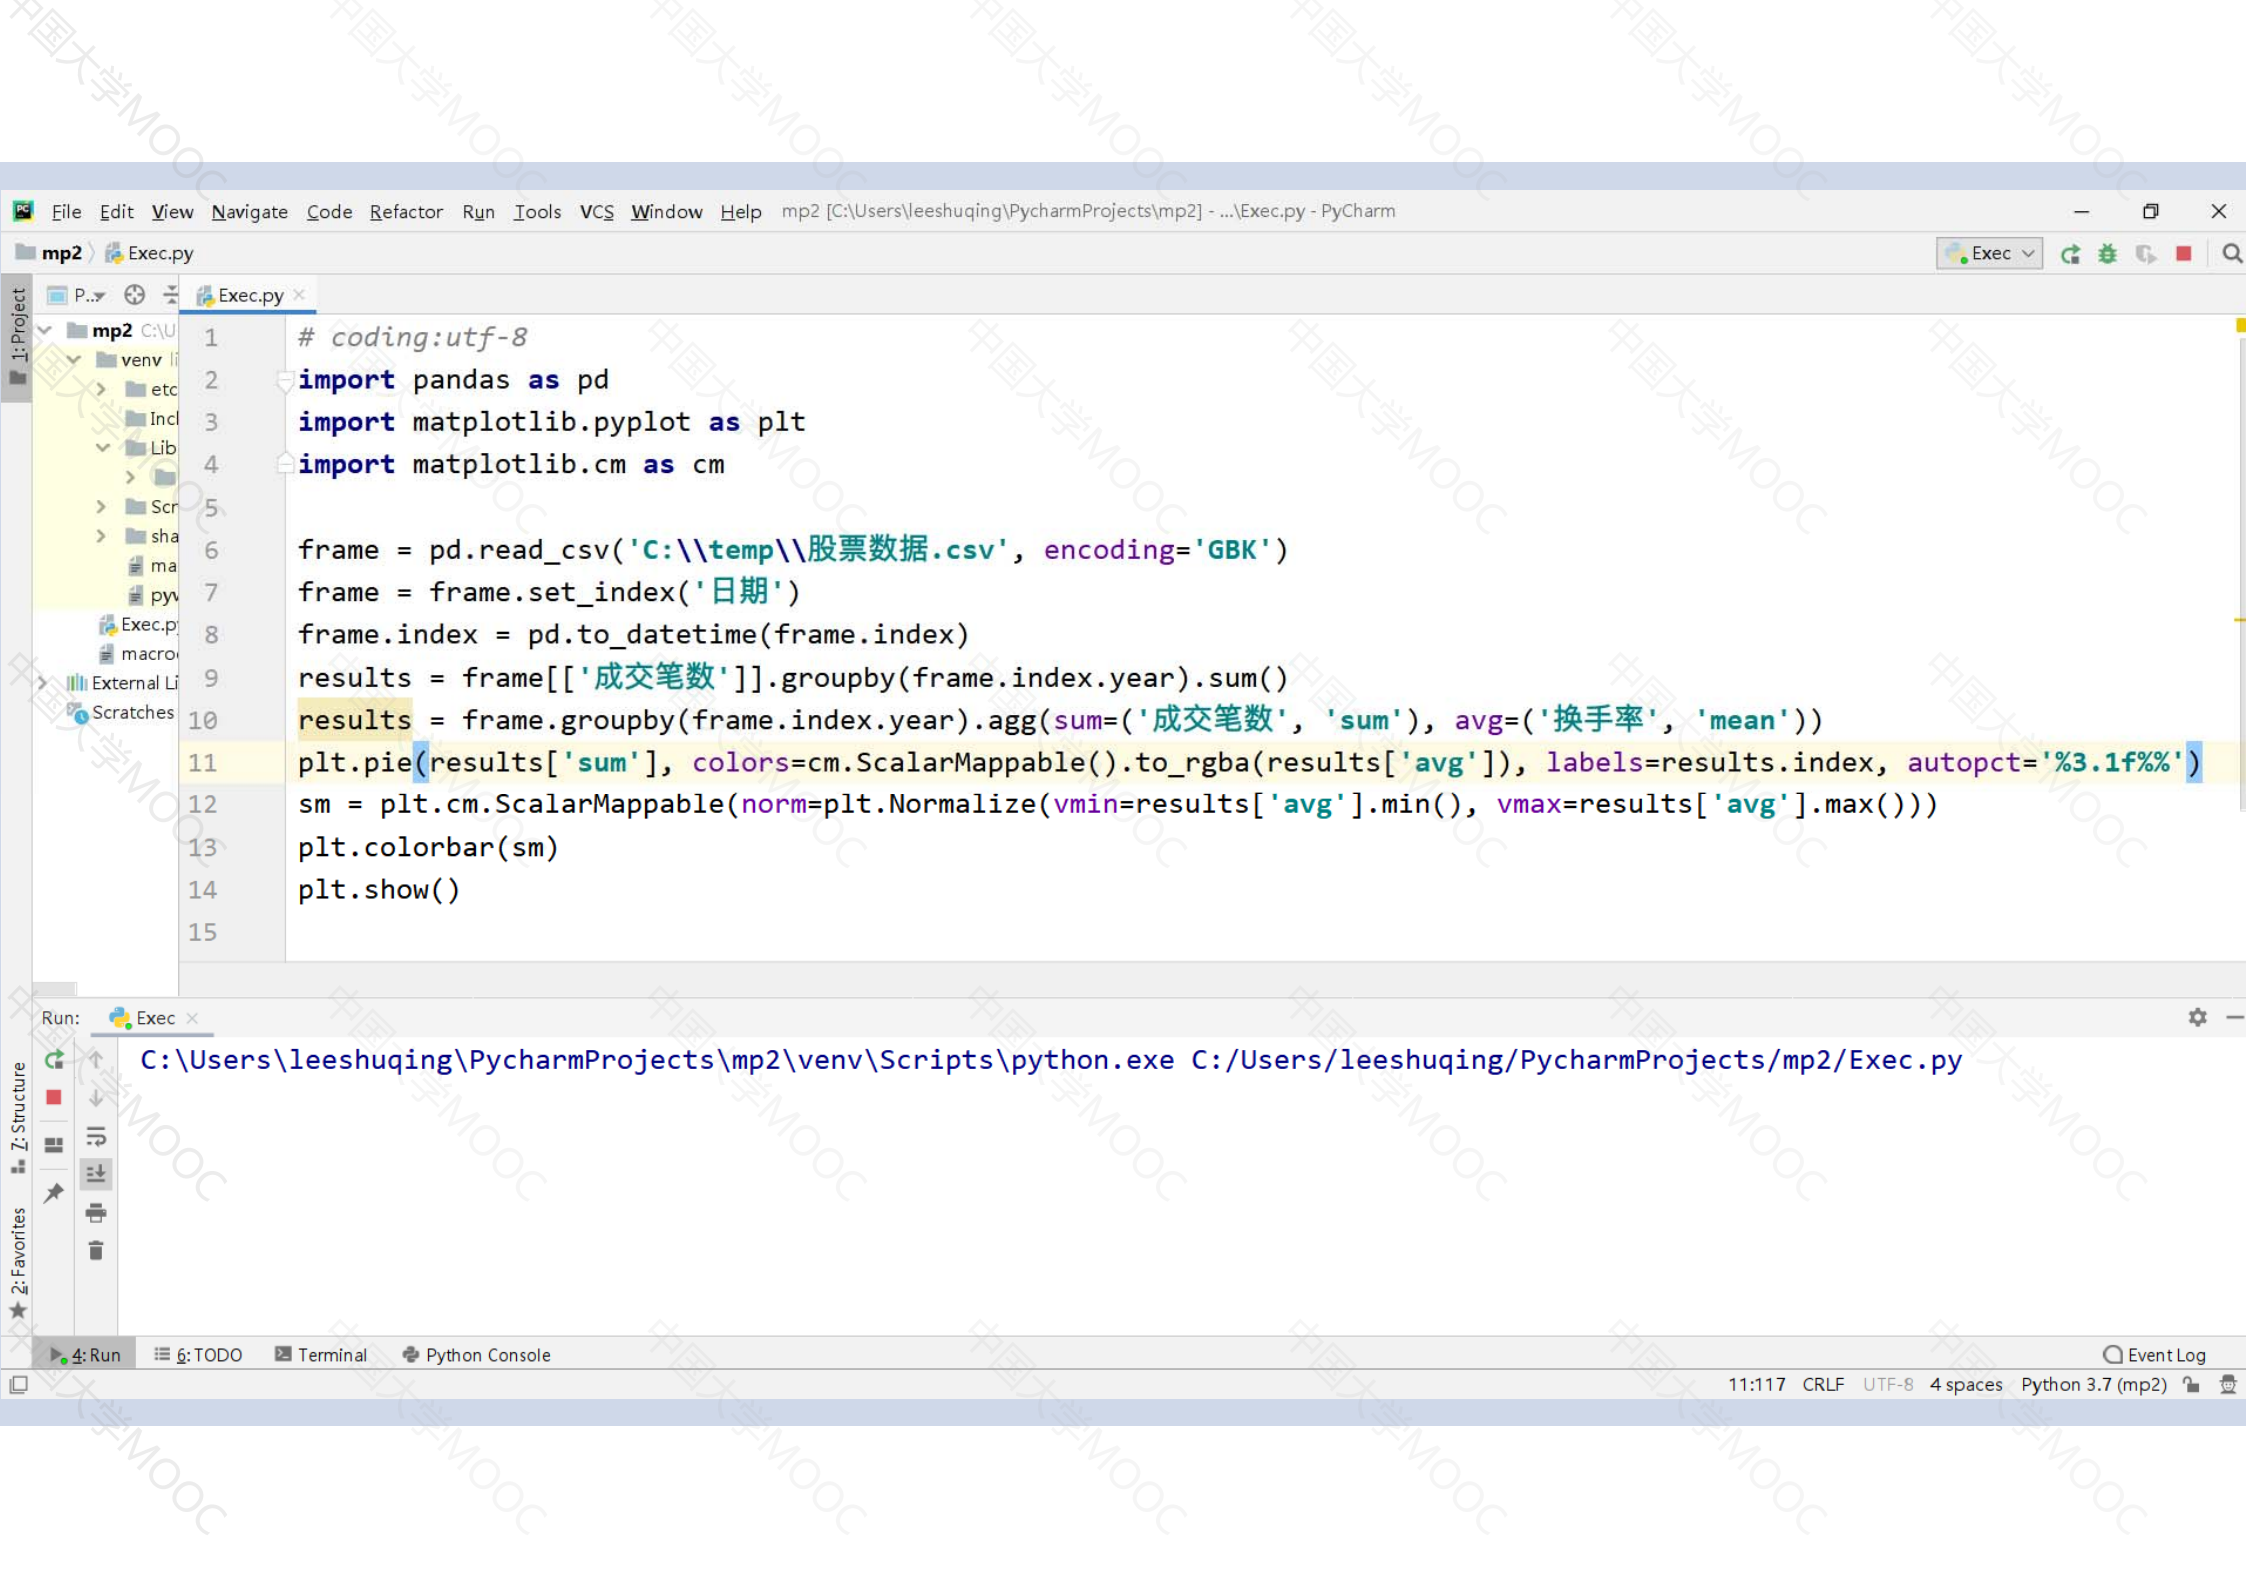 File Edit View Navigate Code Refactor Run Tools VCS Window Help mp2 [C:\Users\leeshuqing\PycharmProjects\mp2] - ...\Exec.py - PyCharm
mp2 Exec.py Exec
1: Project
P.. Exec.py
mp2 C:\U
venv li
etc
Incl
Lib
Scr
sha
ma
pyv
Exec.p
macro
External Li
Scratches
1 # coding:utf-8
2 import pandas as pd
3 import matplotlib.pyplot as plt
4 import matplotlib.cm as cm
5
6 frame = pd.read_csv('C:\\temp\\股票数据.csv', encoding='GBK')
7 frame = frame.set_index('日期')
8 frame.index = pd.to_datetime(frame.index)
9 results = frame[['成交笔数']].groupby(frame.index.year).sum()
10 results = frame.groupby(frame.index.year).agg(sum=('成交笔数', 'sum'), avg=('换手率', 'mean'))
11 plt.pie(results['sum'], colors=cm.ScalarMappable().to_rgba(results['avg']), labels=results.index, autopct='%3.1f%%')
12 sm = plt.cm.ScalarMappable(norm=plt.Normalize(vmin=results['avg'].min(), vmax=results['avg'].max()))
13 plt.colorbar(sm)
14 plt.show()
15
Run: Exec
C:\Users\leeshuqing\PycharmProjects\mp2\venv\Scripts\python.exe C:/Users/leeshuqing/PycharmProjects/mp2/Exec.py
7: Structure
2: Favorites
4: Run 6: TODO Terminal Python Console Event Log
11:117 CRLF UTF-8 4 spaces Python 3.7 (mp2)
中国大学MOOC